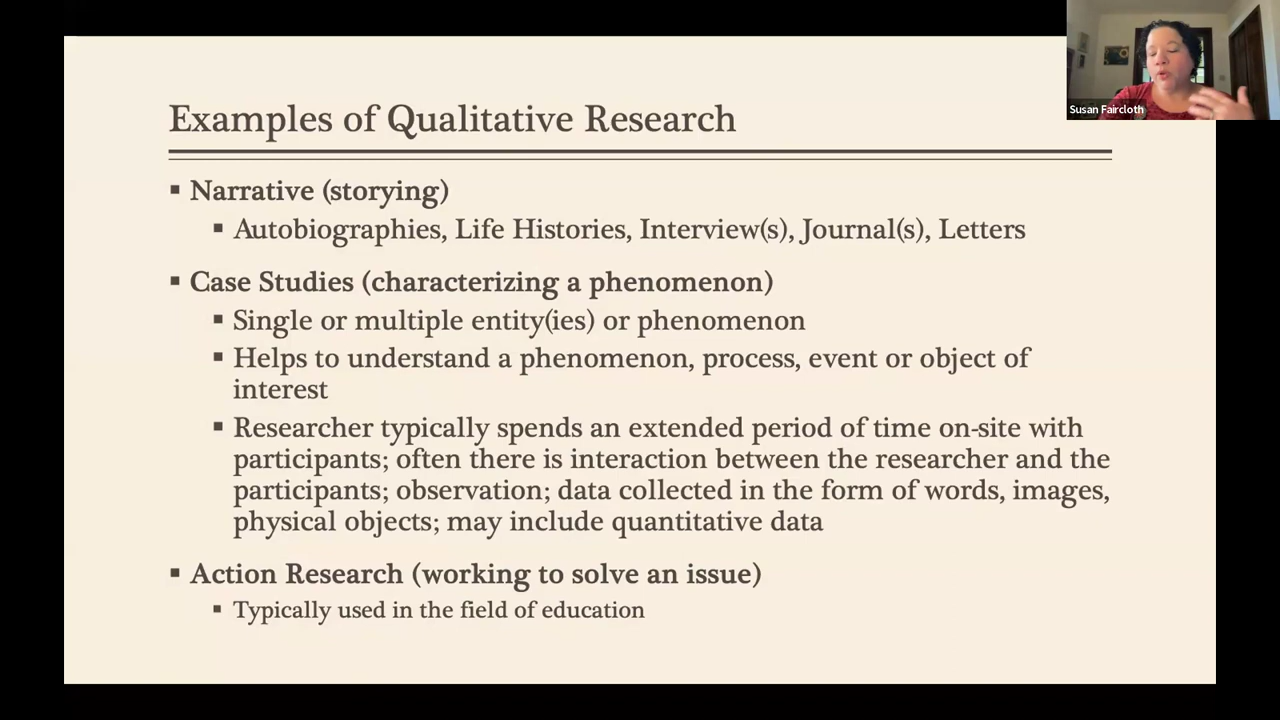 Susan Faircloth
Examples of Qualitative Research
▪ Narrative (storying)
▪ Autobiographies, Life Histories, Interview(s), Journal(s), Letters
▪ Case Studies (characterizing a phenomenon)
▪ Single or multiple entity(ies) or phenomenon
▪ Helps to understand a phenomenon, process, event or object of
interest
▪ Researcher typically spends an extended period of time on-site with
participants; often there is interaction between the researcher and the
participants; observation; data collected in the form of words, images,
physical objects; may include quantitative data
▪ Action Research (working to solve an issue)
▪ Typically used in the field of education